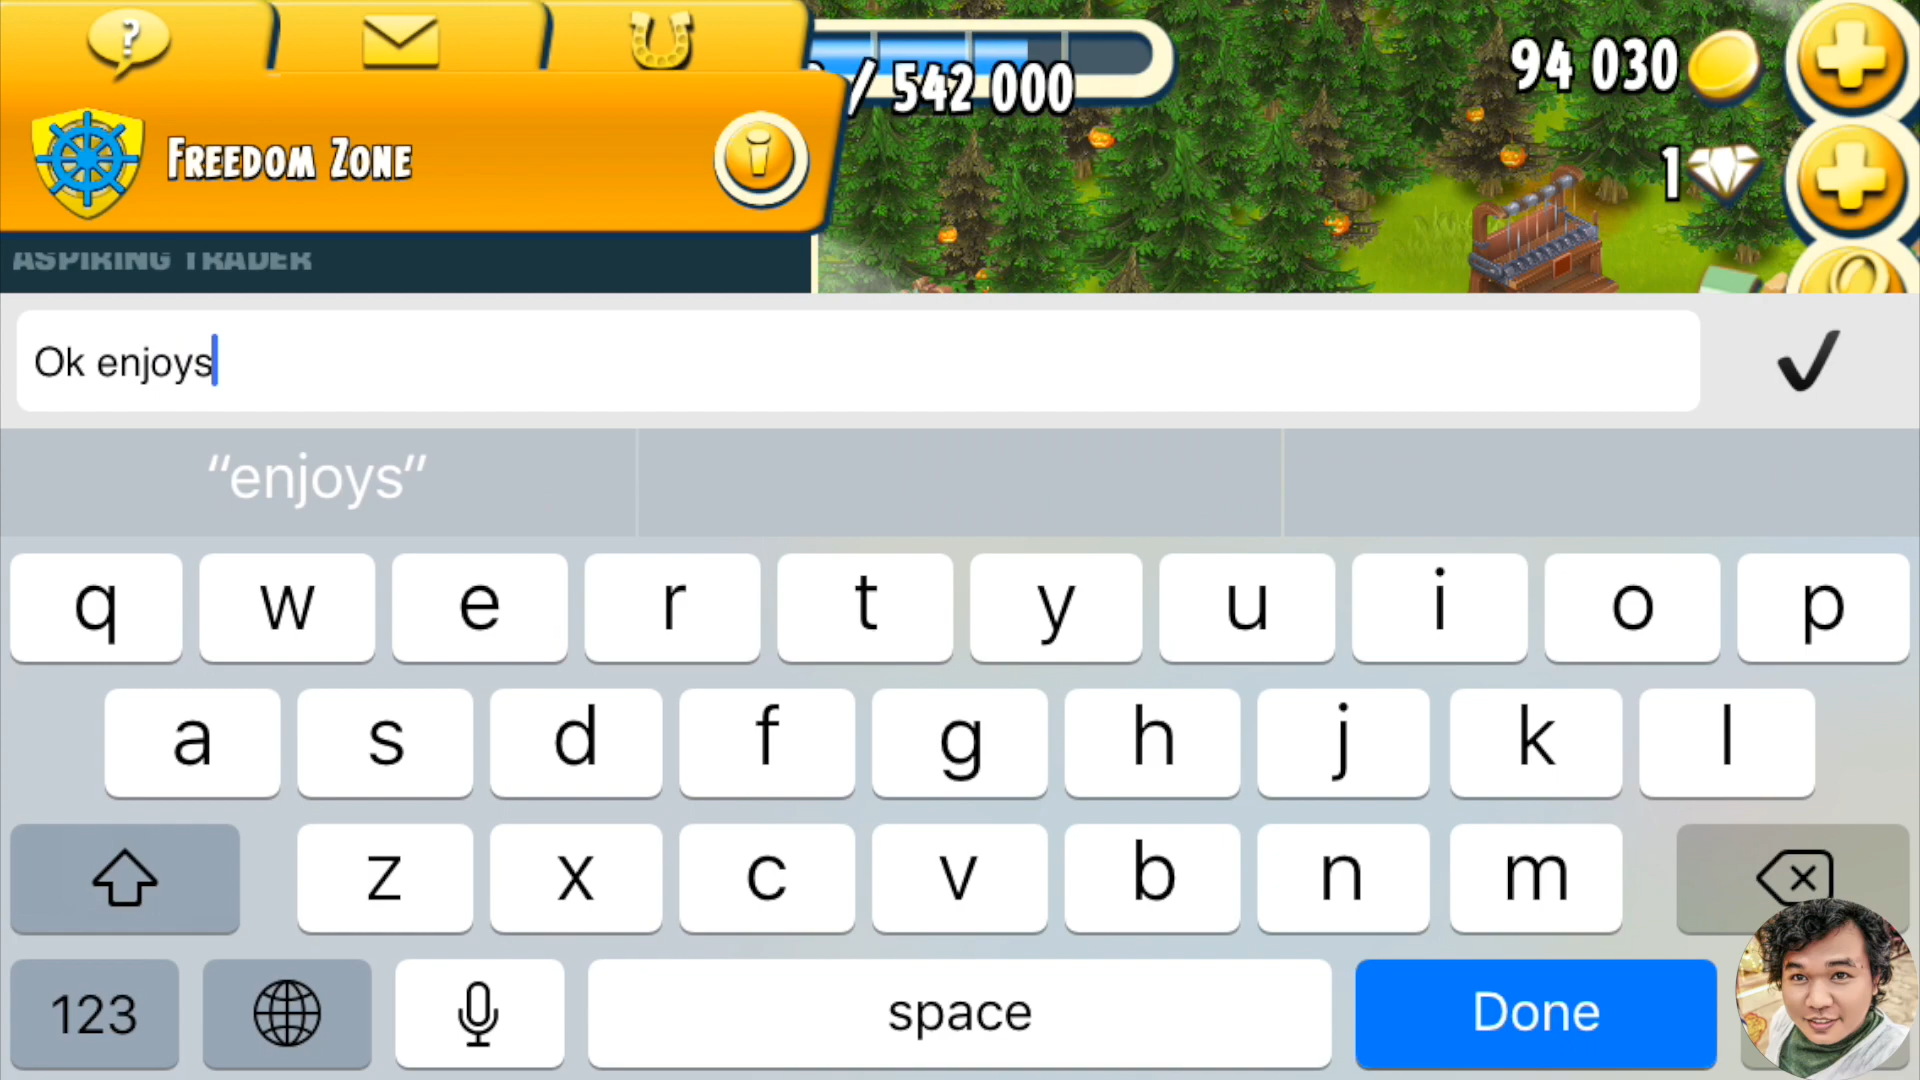 / 542 000
94 030
FREEDOM ZONE
1
ASPIRING TRADER
Ok enjoys
“enjoys”
q w e r t y u i o p
a s d f g h j k l
z x c v b n m
123 space Done